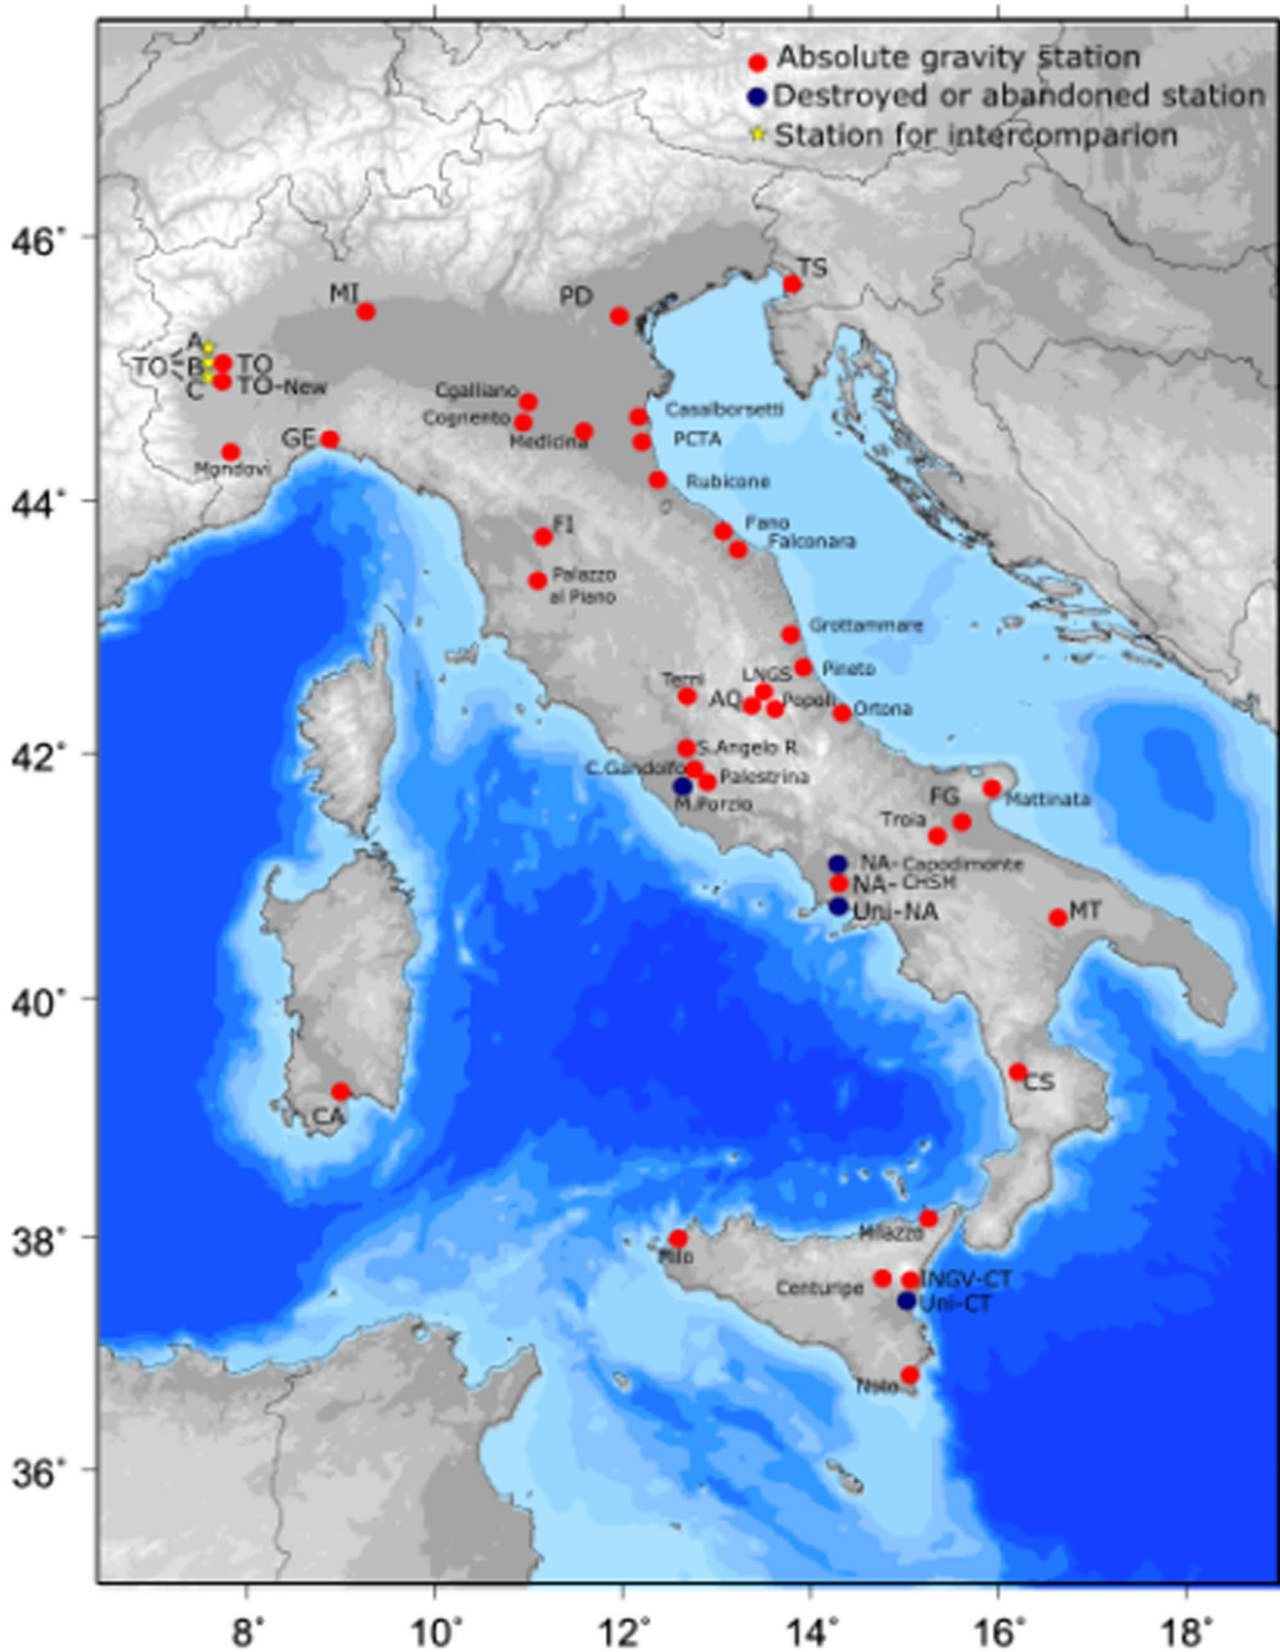 Absolute gravity station
Destroyed or abandoned station
Station for intercomparion
46°
TS
MI
PD
A
TO B TO
C TO-New
Cgalliano
Casalborsetti
Cognento
GE
Medicina
PCTA
Mondovì
Rubicone
44°
FI
Fano
Falconara
Palazzo
al Piano
Grottammare
Pineto
LNGS
Terni
AQ
Popoli
Ortona
42°
S.Angelo R.
C.Gandolfo
Palestrina
M.Porzio
FG
Mattinata
Troia
NA-Capodimonte
NA-CHSM
Uni-NA
MT
40°
CS
CA
38°
Milazzo
Milo
INGV-CT
Centuripe
Uni-CT
Noto
36°
8° 10° 12° 14° 16° 18°